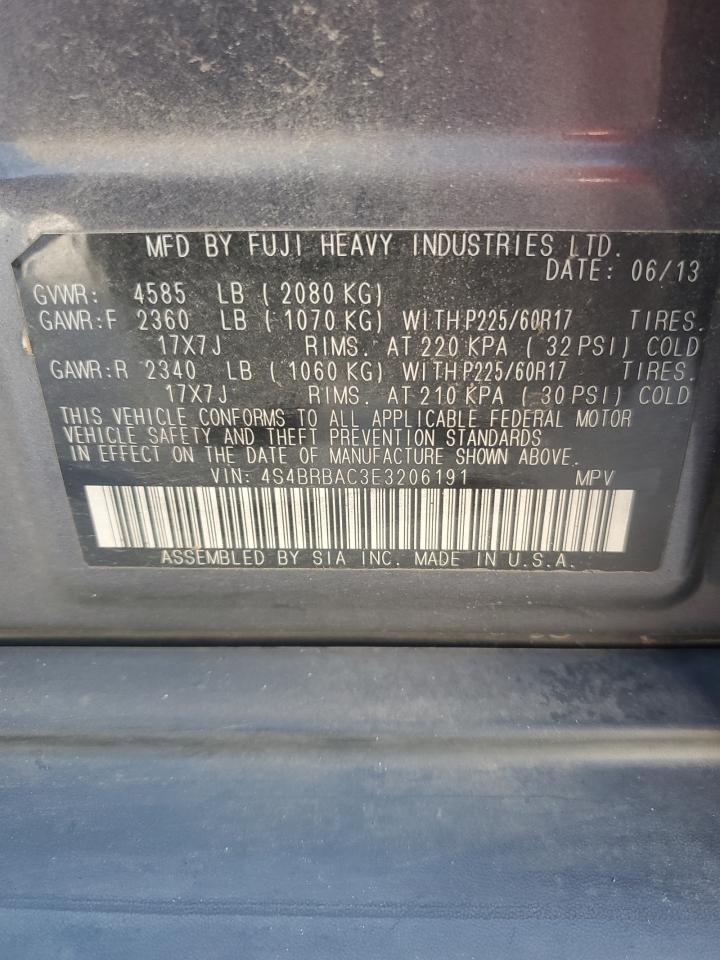 MFD BY FUJI HEAVY INDUSTRIES LTD.
DATE: 06/13
GVWR: 4585 LB ( 2080 KG)
GAWR:F 2360 LB ( 1070 KG) WITH P225/60R17 TIRES.
17X7J RIMS. AT 220 KPA ( 32 PSI) COLD
GAWR:R 2340 LB ( 1060 KG) WITH P225/60R17 TIRES.
17X7J RIMS. AT 210 KPA ( 30 PSI) COLD
THIS VEHICLE CONFORMS TO ALL APPLICABLE FEDERAL MOTOR
VEHICLE SAFETY AND THEFT PREVENTION STANDARDS
IN EFFECT ON THE DATE OF MANUFACTURE SHOWN ABOVE.
VIN: 4S4BRBAC3E3206191 MPV
ASSEMBLED BY SIA INC. MADE IN U.S.A.